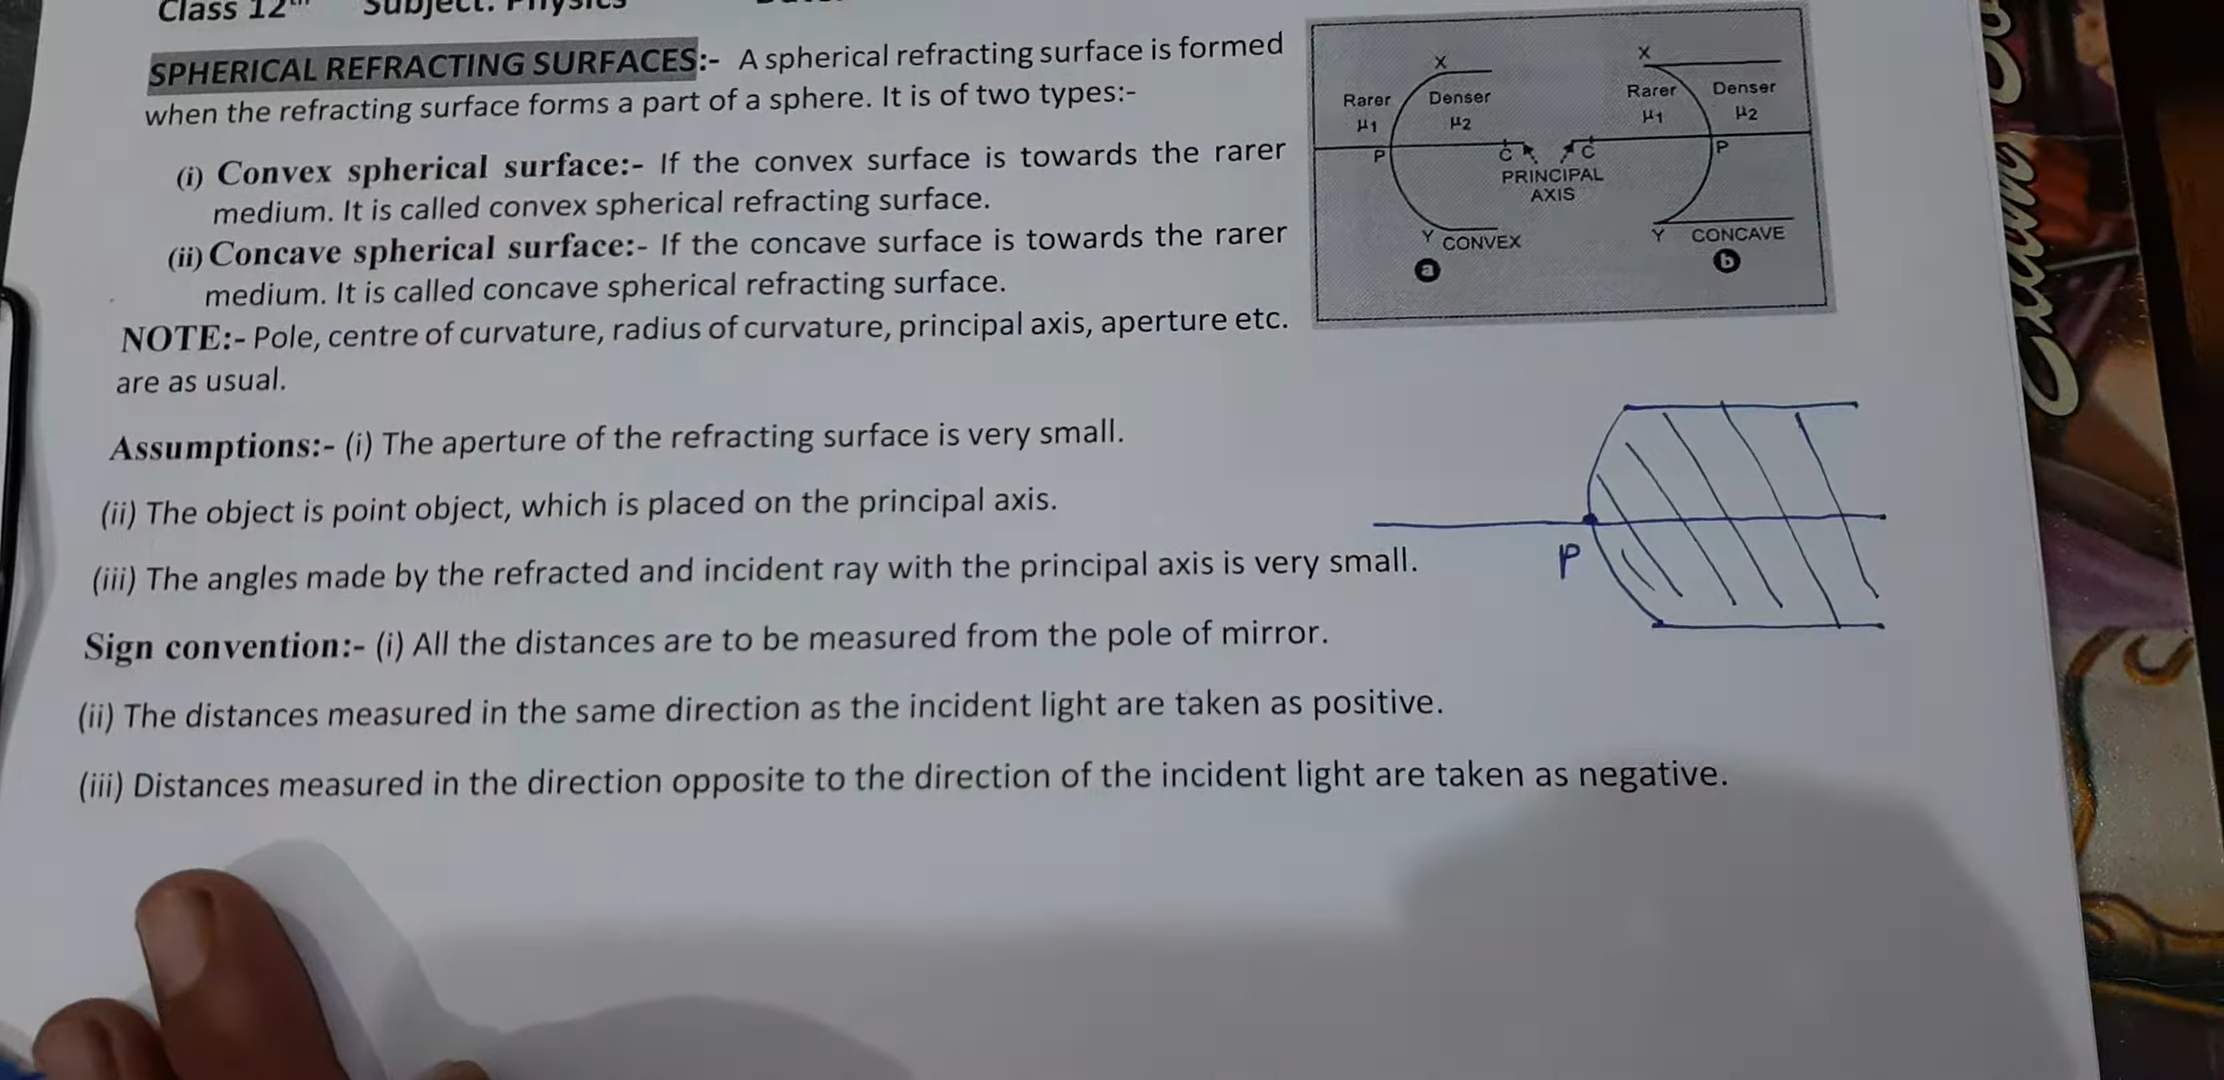 Class 12th Subject: Physics
SPHERICAL REFRACTING SURFACES:- A spherical refracting surface is formed
when the refracting surface forms a part of a sphere. It is of two types:-
(i) Convex spherical surface:- If the convex surface is towards the rarer
medium. It is called convex spherical refracting surface.
(ii) Concave spherical surface:- If the concave surface is towards the rarer
medium. It is called concave spherical refracting surface.
NOTE:- Pole, centre of curvature, radius of curvature, principal axis, aperture etc.
are as usual.
X X
Rarer Denser Rarer Denser
μ1 μ2 μ1 μ2
P C C P
PRINCIPAL
AXIS
Y CONVEX Y CONCAVE
a b
Assumptions:- (i) The aperture of the refracting surface is very small.
(ii) The object is point object, which is placed on the principal axis.
(iii) The angles made by the refracted and incident ray with the principal axis is very small.
P
Sign convention:- (i) All the distances are to be measured from the pole of mirror.
(ii) The distances measured in the same direction as the incident light are taken as positive.
(iii) Distances measured in the direction opposite to the direction of the incident light are taken as negative.